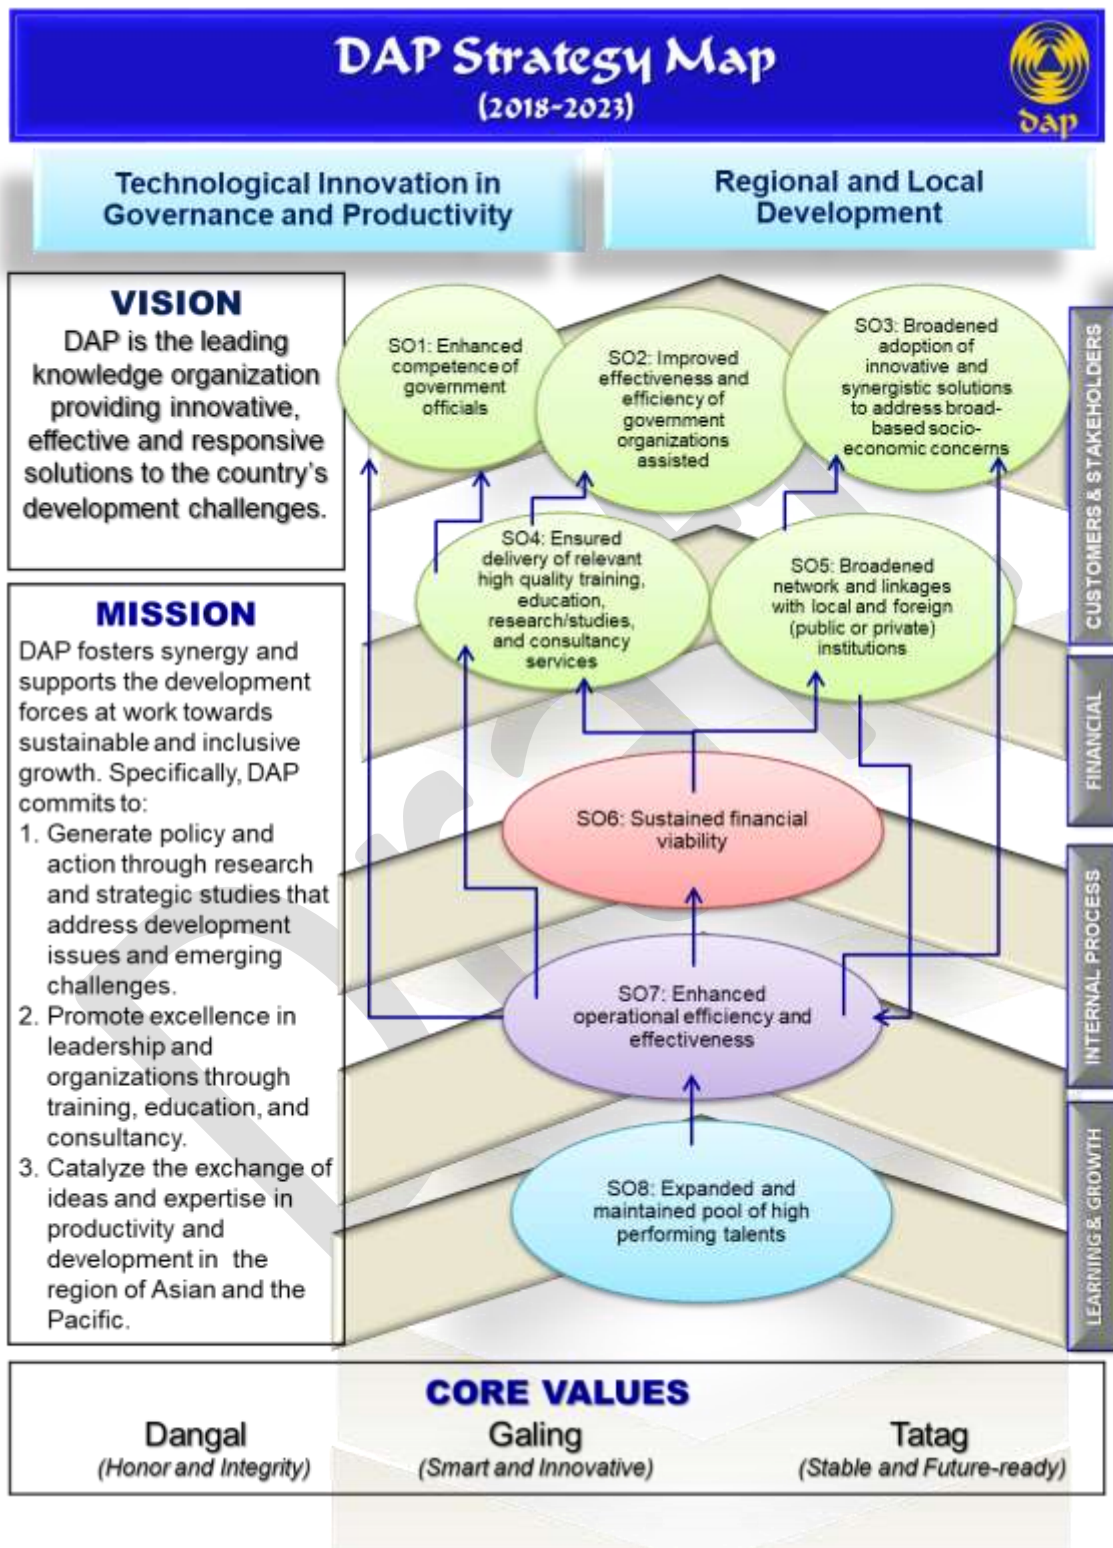 DAP Strategy Map
(2018-2023)
dap
Technological Innovation in
Governance and Productivity
Regional and Local
Development
VISION
DAP is the leading
knowledge organization
providing innovative,
effective and responsive
solutions to the country's
development challenges.
MISSION
DAP fosters synergy and
supports the development
forces at work towards
sustainable and inclusive
growth. Specifically, DAP
commits to:
1. Generate policy and
action through research
and strategic studies that
address development
issues and emerging
challenges.
2. Promote excellence in
leadership and
organizations through
training, education, and
consultancy.
3. Catalyze the exchange of
ideas and expertise in
productivity and
development in the
region of Asian and the
Pacific.
SO1: Enhanced
competence of
government
officials
SO2: Improved
effectiveness and
efficiency of
government
organizations
assisted
SO3: Broadened
adoption of
innovative and
synergistic solutions
to address broad-
based socio-
economic concerns
SO4: Ensured
delivery of relevant
high quality training,
education,
research/studies,
and consultancy
services
SO5: Broadened
network and linkages
with local and foreign
(public or private)
institutions
SO6: Sustained financial
viability
SO7: Enhanced
operational efficiency and
effectiveness
SO8: Expanded and
maintained pool of high
performing talents
CUSTOMERS & STAKEHOLDERS
FINANCIAL
INTERNAL PROCESS
LEARNING & GROWTH
Draft
CORE VALUES
Dangal
(Honor and Integrity)
Galing
(Smart and Innovative)
Tatag
(Stable and Future-ready)